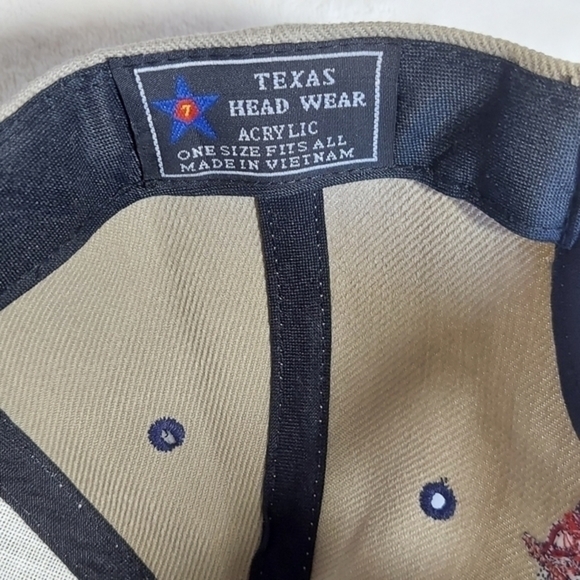 TEXAS
HEAD WEAR
ACRYLIC
ONE SIZE FITS ALL
MADE IN VIETNAM